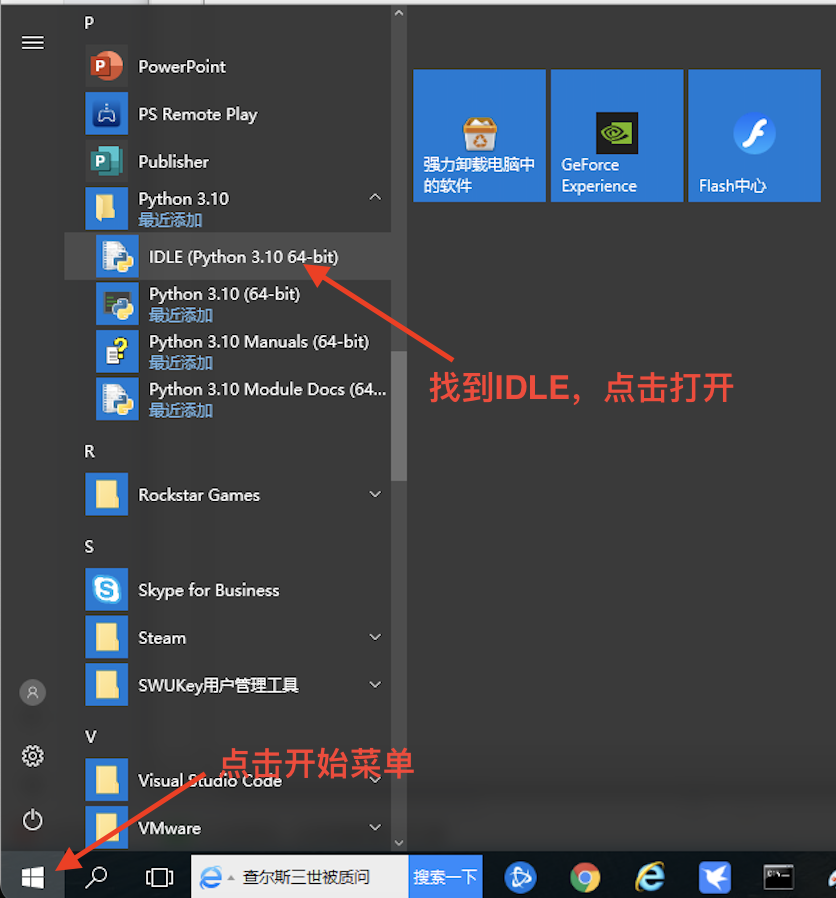 P
PowerPoint
PS Remote Play
Publisher
Python 3.10
最近添加
IDLE (Python 3.10 64-bit)
Python 3.10 (64-bit)
最近添加
Python 3.10 Manuals (64-bit)
最近添加
Python 3.10 Module Docs (64...
最近添加
R
Rockstar Games
S
Skype for Business
Steam
SWUKey用户管理工具
V
Visual Studio Code
VMware
强力卸载电脑中
的软件
GeForce
Experience
Flash中心
找到IDLE，点击打开
点击开始菜单
查尔斯三世被质问
搜索一下